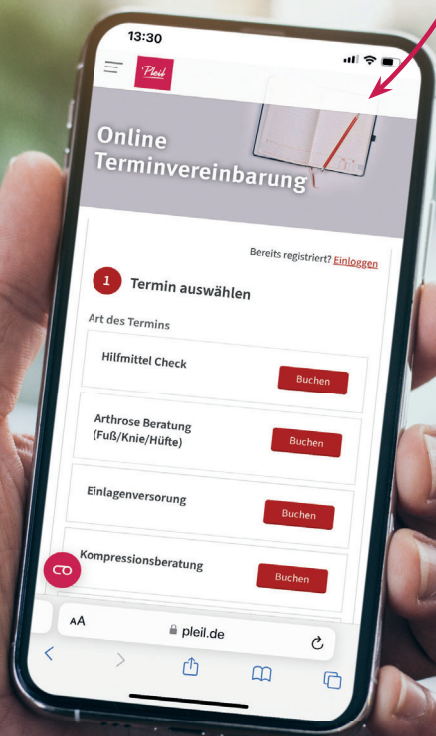 13:30
Pleil
Online
Terminvereinbarung
Bereits registriert? Einloggen
1 Termin auswählen
Art des Termins
Hilfmittel Check
Buchen
Arthrose Beratung
(Fuß/Knie/Hüfte)
Buchen
Einlagenversorung
Buchen
Kompressionsberatung
Buchen
AA
pleil.de